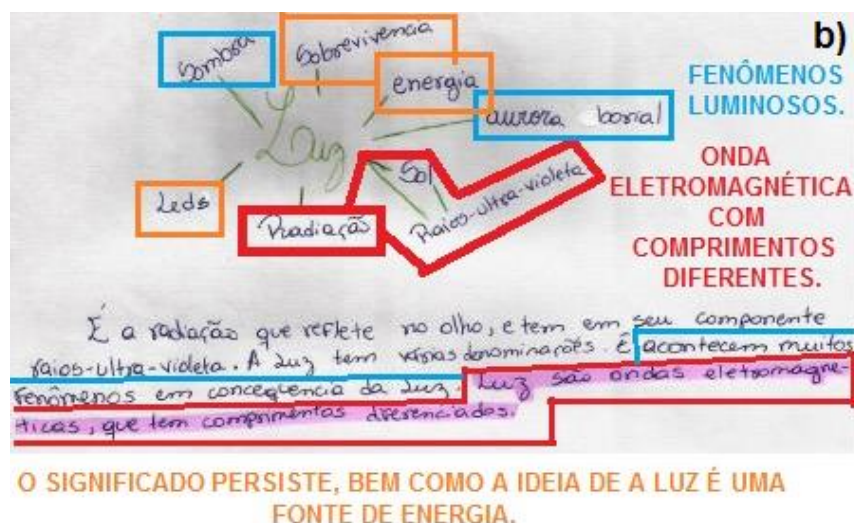 b)
Sombra
Sobrevivencia
energia
aurora borial
Luz
Sol
Leds
Radiação
Raios-ultra-violeta
FENÔMENOS
LUMINOSOS.
ONDA
ELETROMAGNÉTICA
COM
COMPRIMENTOS
DIFERENTES.
É a radação que reflete no olho, e tem em seu componente
raios-ultra-violeta. A Luz tem várias denominações. E acontecem muitos
fenômenos em conceqüencia da Luz. Luz são ondas eletromagne-
ticas, que tem comprimentos diferenciados.
O SIGNIFICADO PERSISTE, BEM COMO A IDEIA DE A LUZ É UMA
FONTE DE ENERGIA.